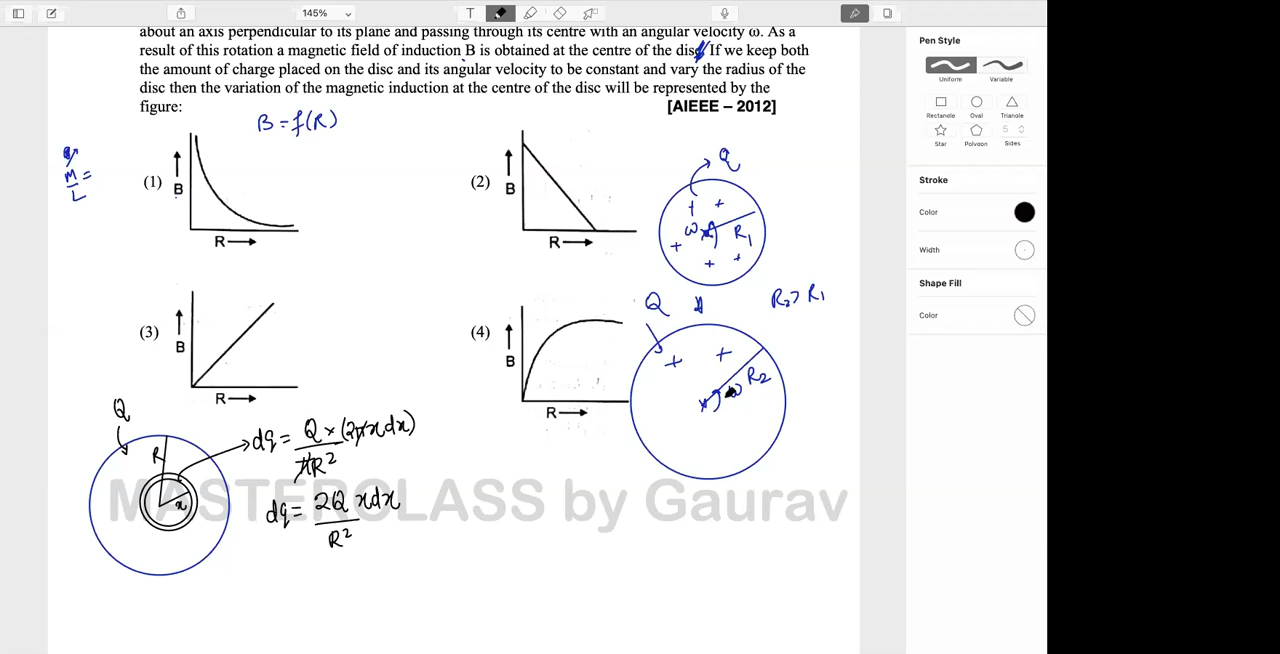 145%
T
about an axis perpendicular to its plane and passing through its centre with an angular velocity ω. As a
result of this rotation a magnetic field of induction B is obtained at the centre of the disc. If we keep both
the amount of charge placed on the disc and its angular velocity to be constant and vary the radius of the
disc then the variation of the magnetic induction at the centre of the disc will be represented by the
figure:
[AIEEE – 2012]
B = f(R)
M/L =
(1)
B
R
(2)
B
R
Q
+ +
ω R1
+ + +
(3)
B
R
(4)
B
R
Q
R2 > R1
+ +
R2
ω
Q
R
x
dq = Q/πR² × (2πx dx)
dq = 2Q x dx / R²
MASTERCLASS by Gaurav
Pen Style
Uniform
Variable
Rectangle
Oval
Triangle
Star
Polygon
5
Sides
Stroke
Color
Width
Shape Fill
Color